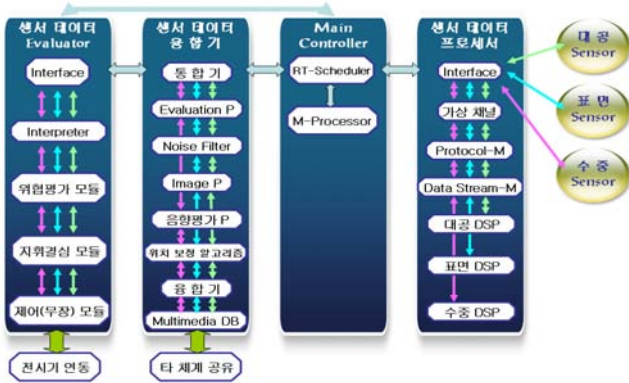 센서 데이터
Evaluator
Interface
Interpreter
위협평가 모듈
지휘결심 모듈
제어(무장) 모듈
전시기 연동
센서 데이터
융합기
통합기
Evaluation P
Noise Filter
Image P
음향평가 P
위치 보정 알고리즘
융합기
Multimedia DB
타 체계 공유
Main
Controller
RT-Scheduler
M-Processor
센서 데이터
프로세서
Interface
가상 채널
Protocol-M
Data Stream-M
대공 DSP
표면 DSP
수중 DSP
대공
Sensor
표면
Sensor
수중
Sensor